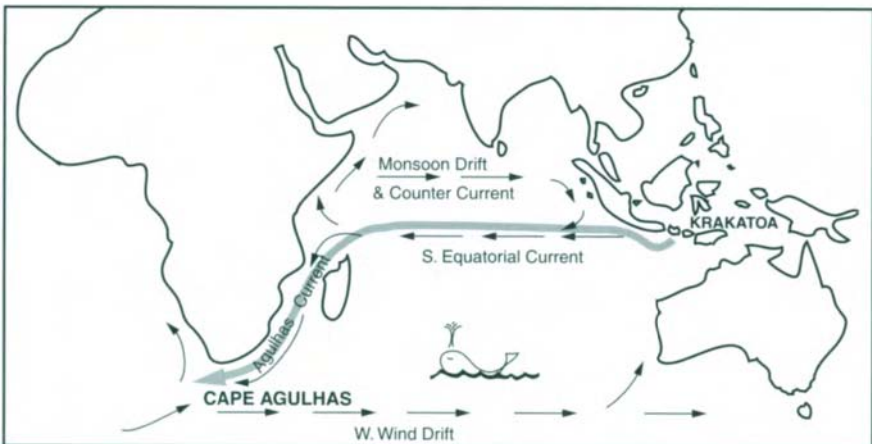 Monsoon Drift
& Counter Current
KRAKATOA
S. Equatorial Current
Agulhas Current
CAPE AGULHAS
W. Wind Drift